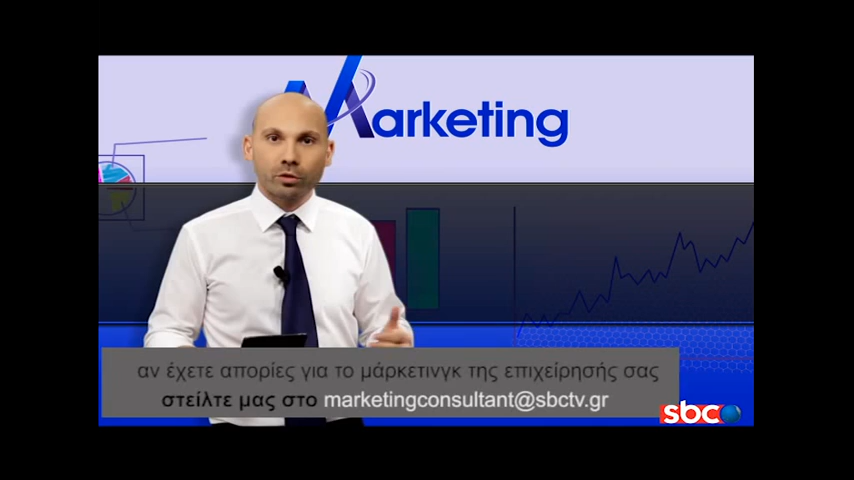 Marketing
αν έχετε απορίες για το μάρκετινγκ της επιχείρησής σας
στείλτε μας στο marketingconsultant@sbctv.gr
sbc